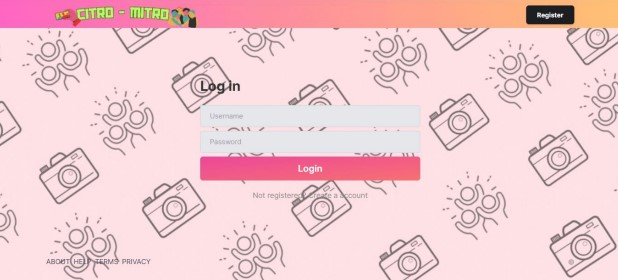 CITRO - MITRO
Register
Log in
Username
Password
Login
Not registered? Create a account
ABOUT HELP TERMS PRIVACY